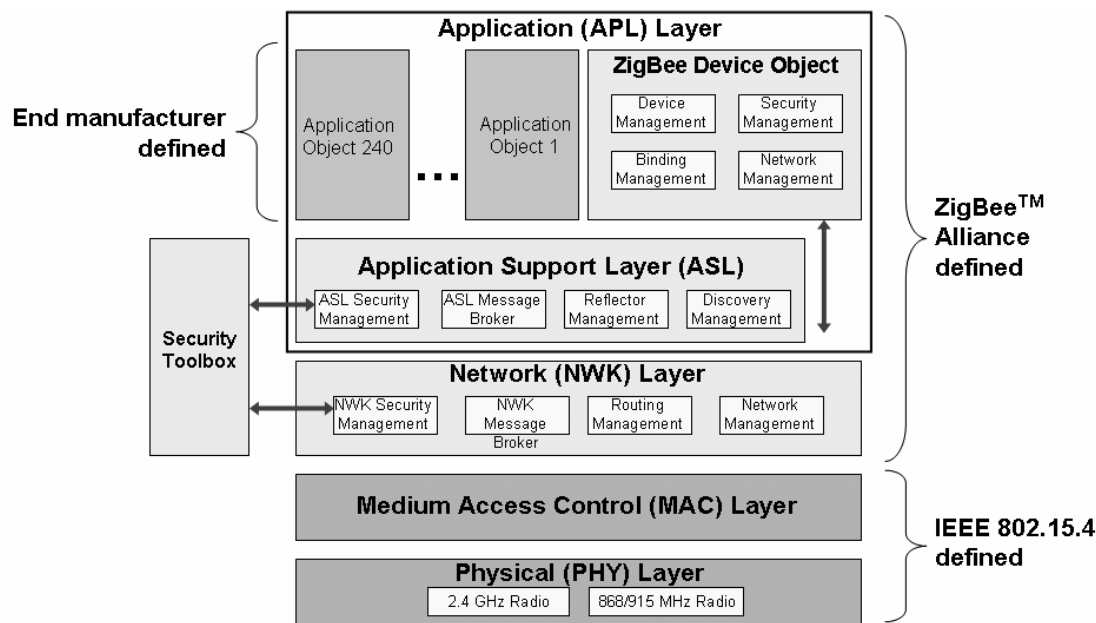 Application (APL) Layer
ZigBee Device Object
End manufacturer
defined
Application
Object 240
...
Application
Object 1
Device
Management
Security
Management
Binding
Management
Network
Management
ZigBee™
Alliance
defined
Application Support Layer (ASL)
ASL Security
Management
ASL Message
Broker
Reflector
Management
Discovery
Management
Security
Toolbox
Network (NWK) Layer
NWK Security
Management
NWK
Message
Broker
Routing
Management
Network
Management
Medium Access Control (MAC) Layer
IEEE 802.15.4
defined
Physical (PHY) Layer
2.4 GHz Radio
868/915 MHz Radio